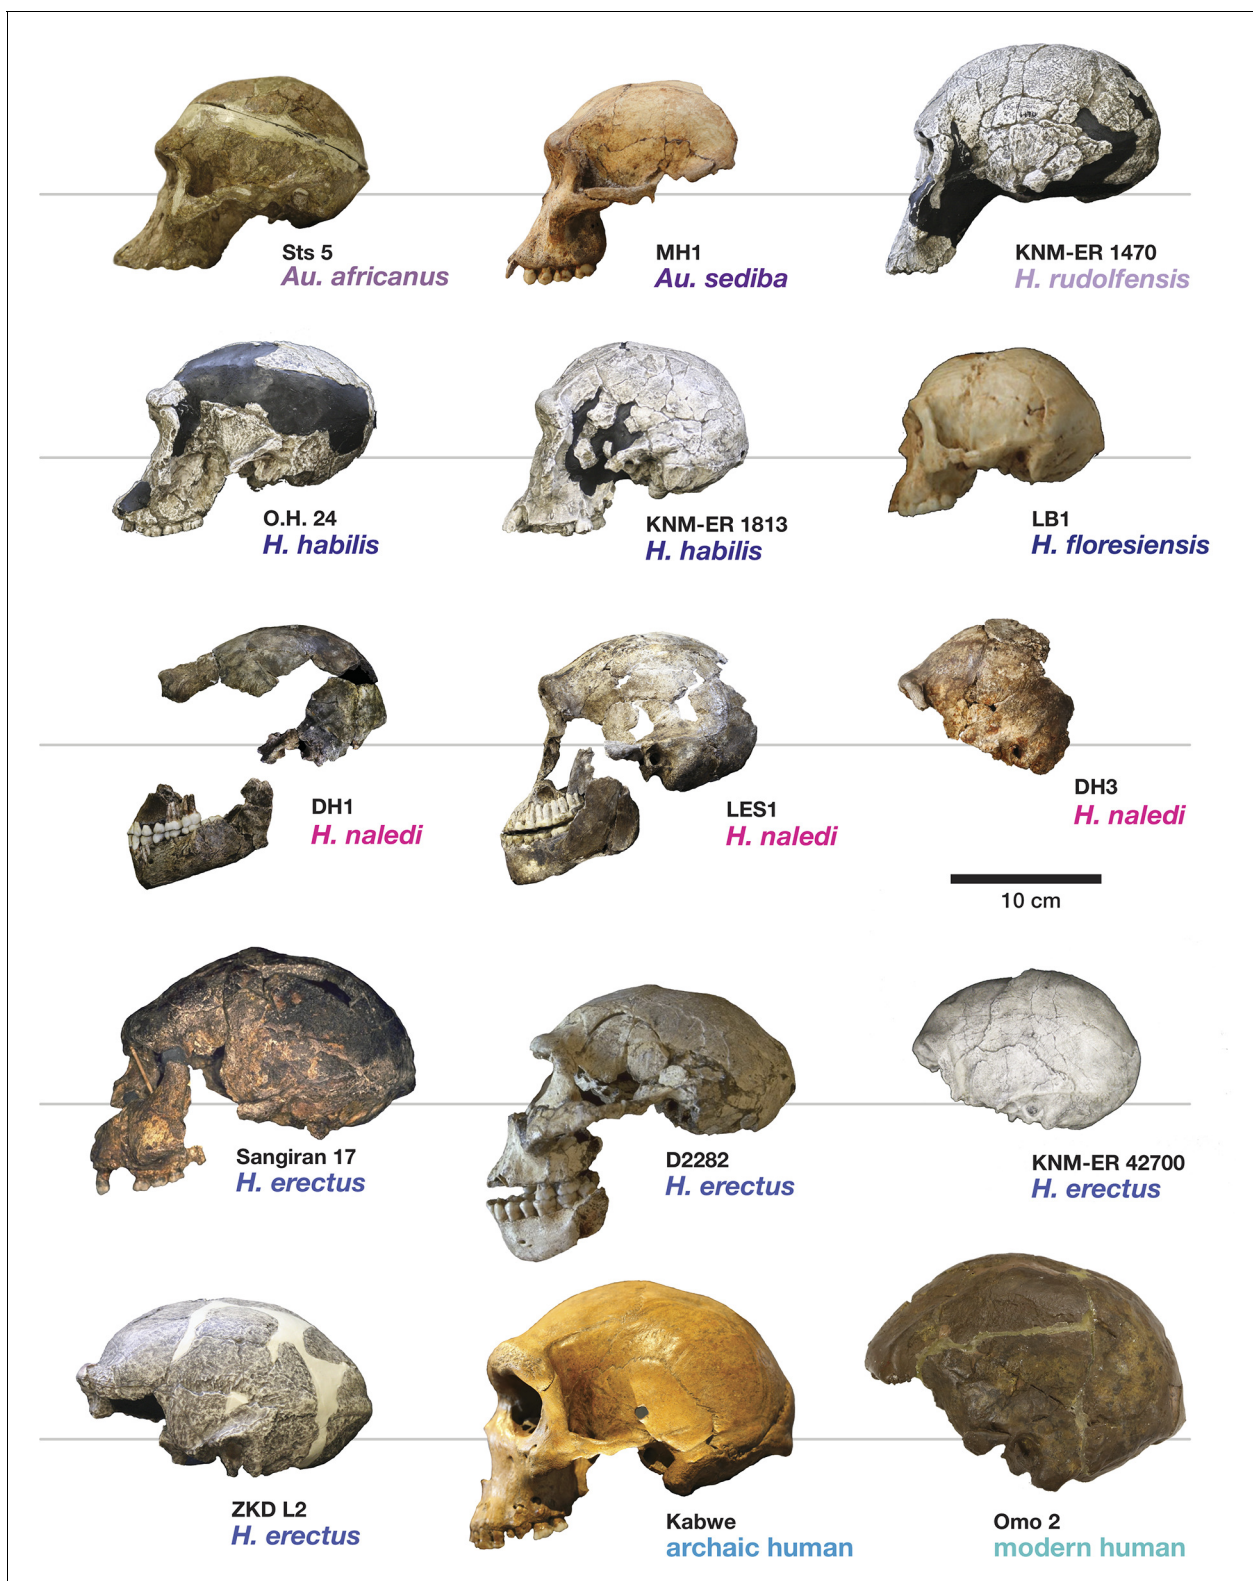 Sts 5
Au. africanus
MH1
Au. sediba
KNM-ER 1470
H. rudolfensis
O.H. 24
H. habilis
KNM-ER 1813
H. habilis
LB1
H. floresiensis
DH1
H. naledi
LES1
H. naledi
DH3
H. naledi
10 cm
Sangiran 17
H. erectus
D2282
H. erectus
KNM-ER 42700
H. erectus
ZKD L2
H. erectus
Kabwe
archaic human
Omo 2
modern human